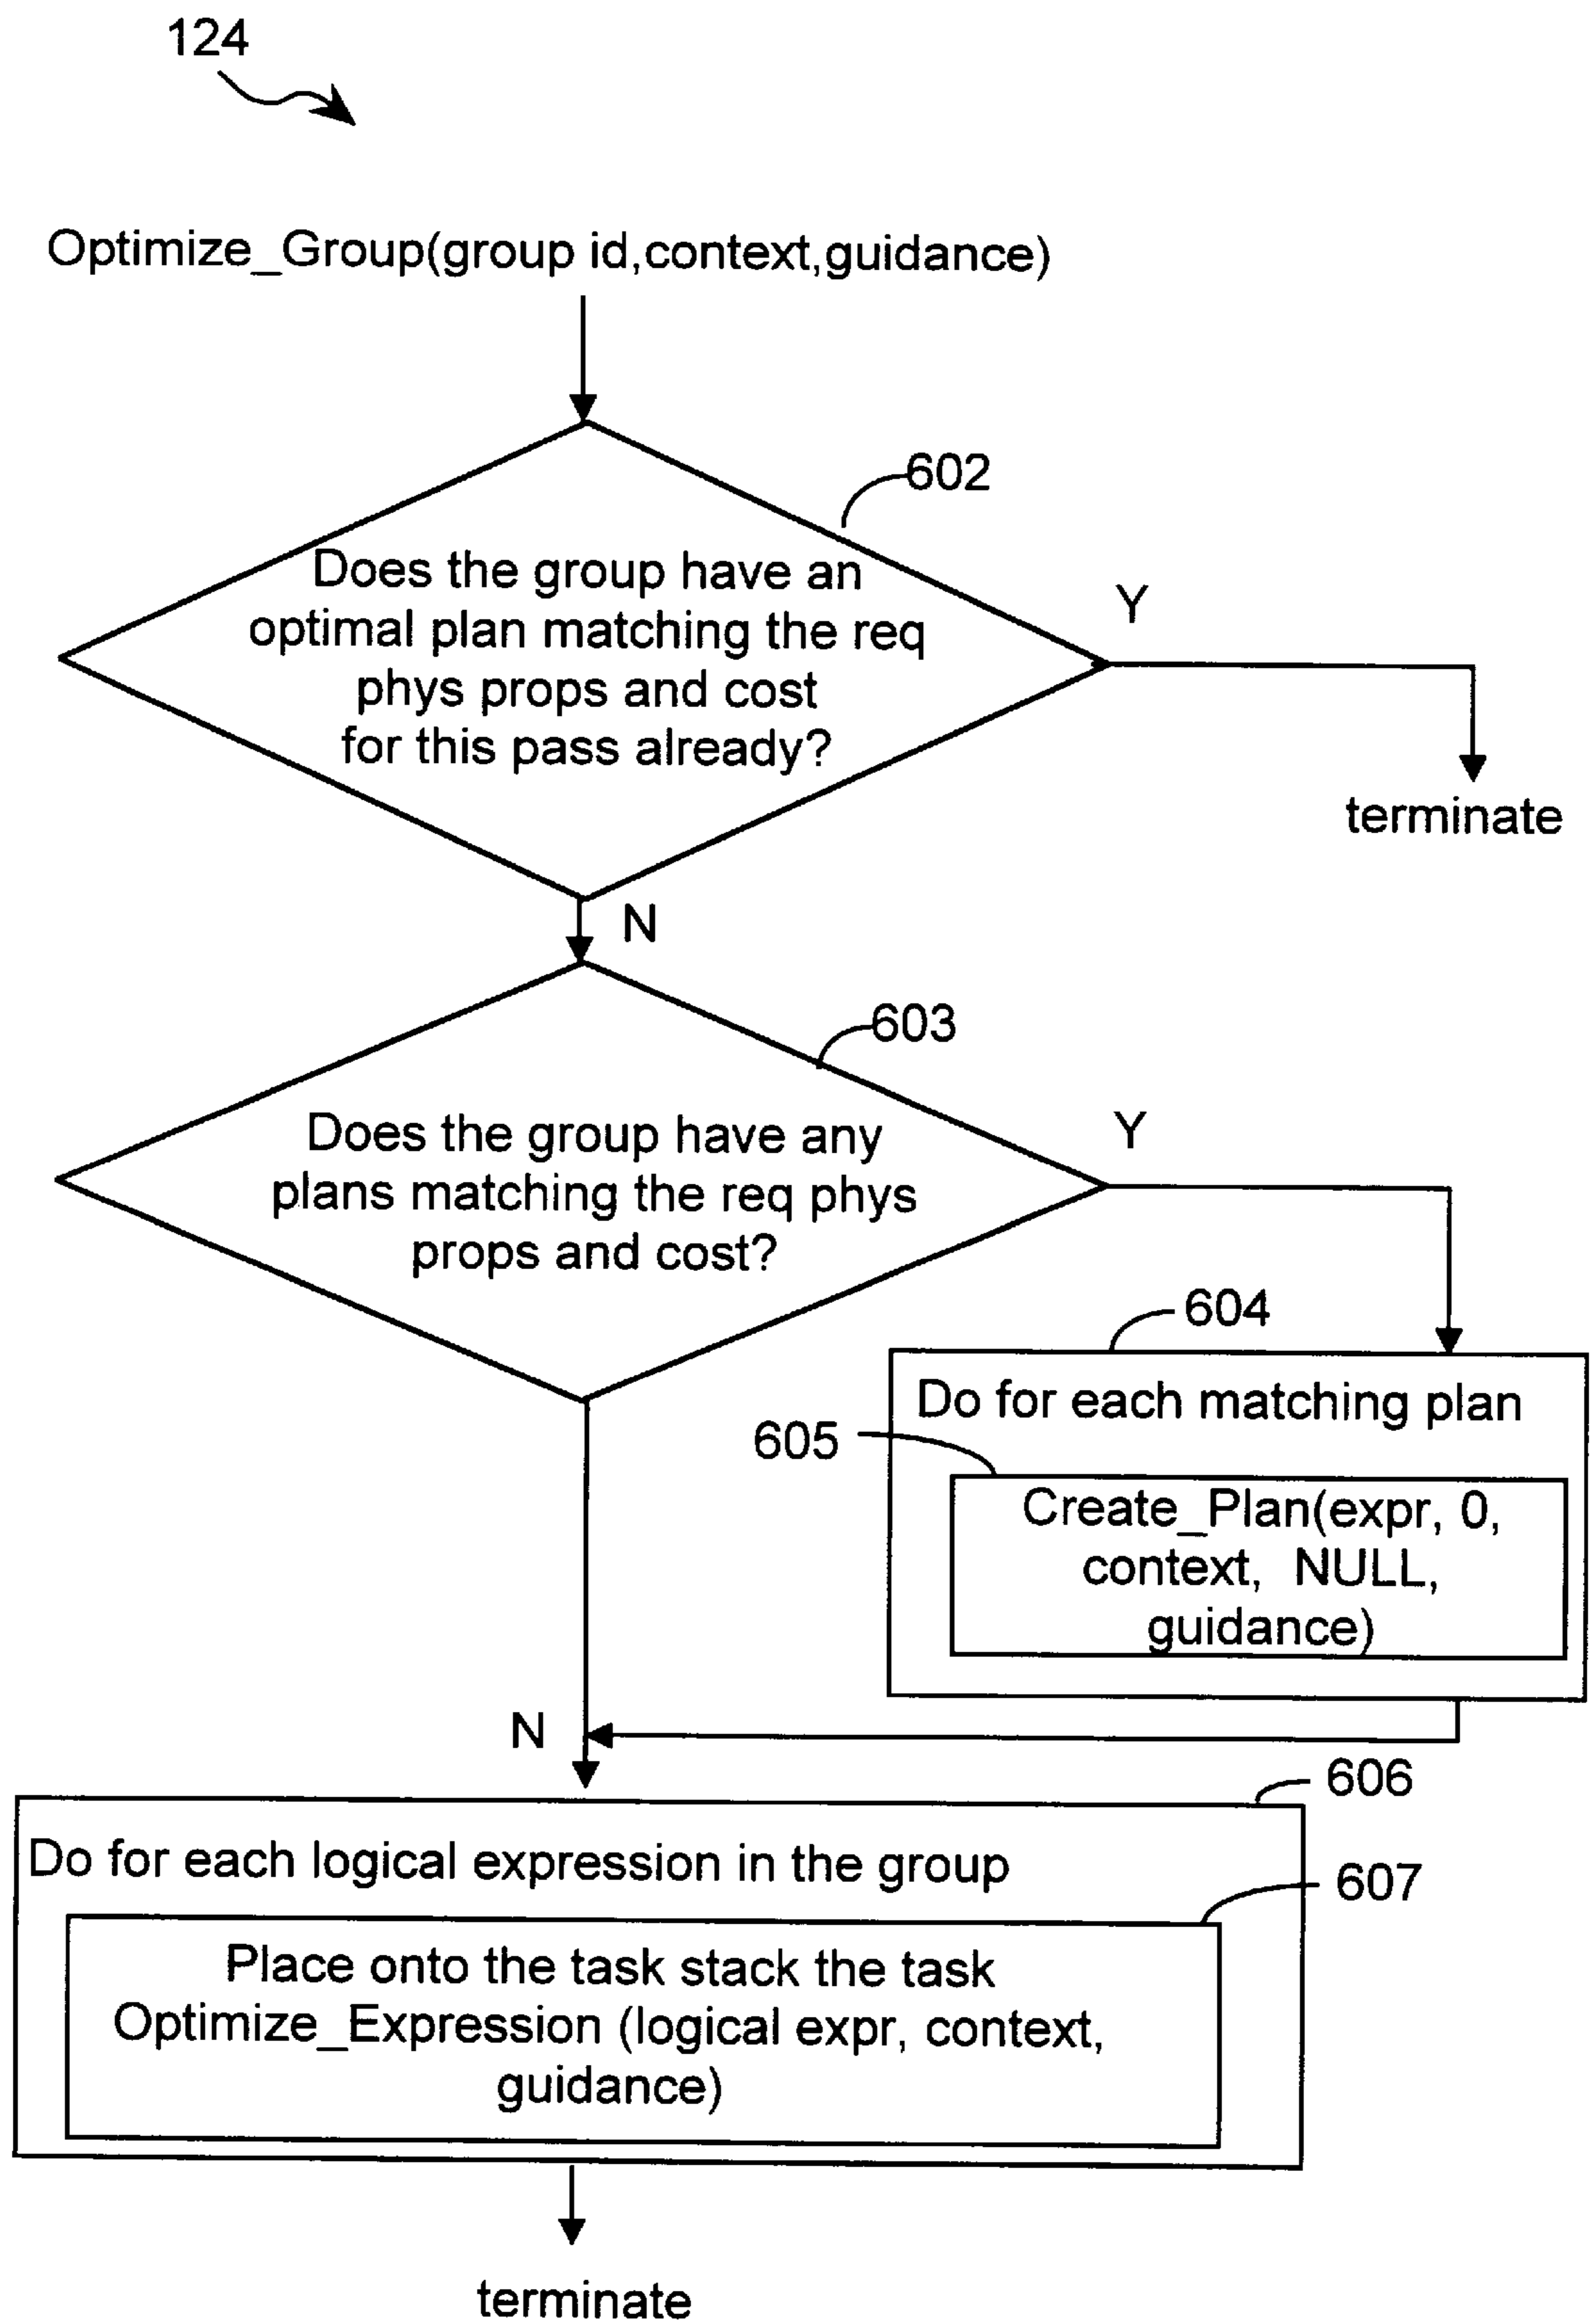 124
Optimize_Group(group id,context,guidance)
602
Does the group have an
optimal plan matching the req
phys props and cost
for this pass already?
Y
terminate
N
603
Does the group have any
plans matching the req phys
props and cost?
Y
604
Do for each matching plan
605
Create_Plan(expr, 0,
context, NULL,
guidance)
N
606
Do for each logical expression in the group
607
Place onto the task stack the task
Optimize_Expression (logical expr, context,
guidance)
terminate